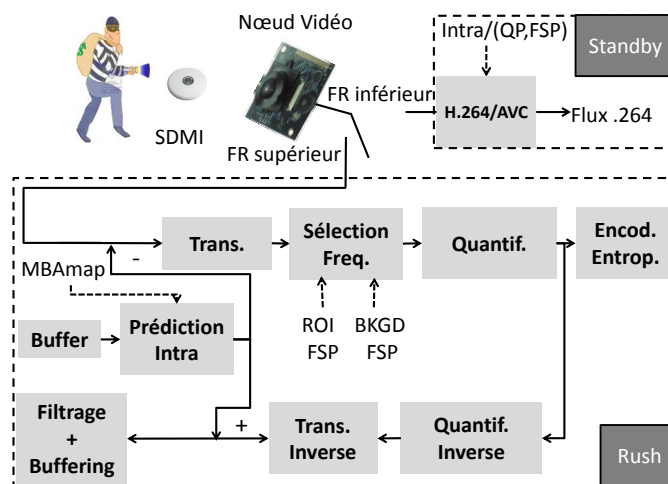 Nœud Vidéo
Intra/(QP,FSP)
Standby
$
SDMI
FR inférieur
H.264/AVC
Flux .264
FR supérieur
Trans.
Sélection
Freq.
Quantif.
Encod.
Entrop.
-
MBAmap
Buffer
Prédiction
Intra
ROI
FSP
BKGD
FSP
Filtrage
+
Buffering
+
Trans.
Inverse
Quantif.
Inverse
Rush